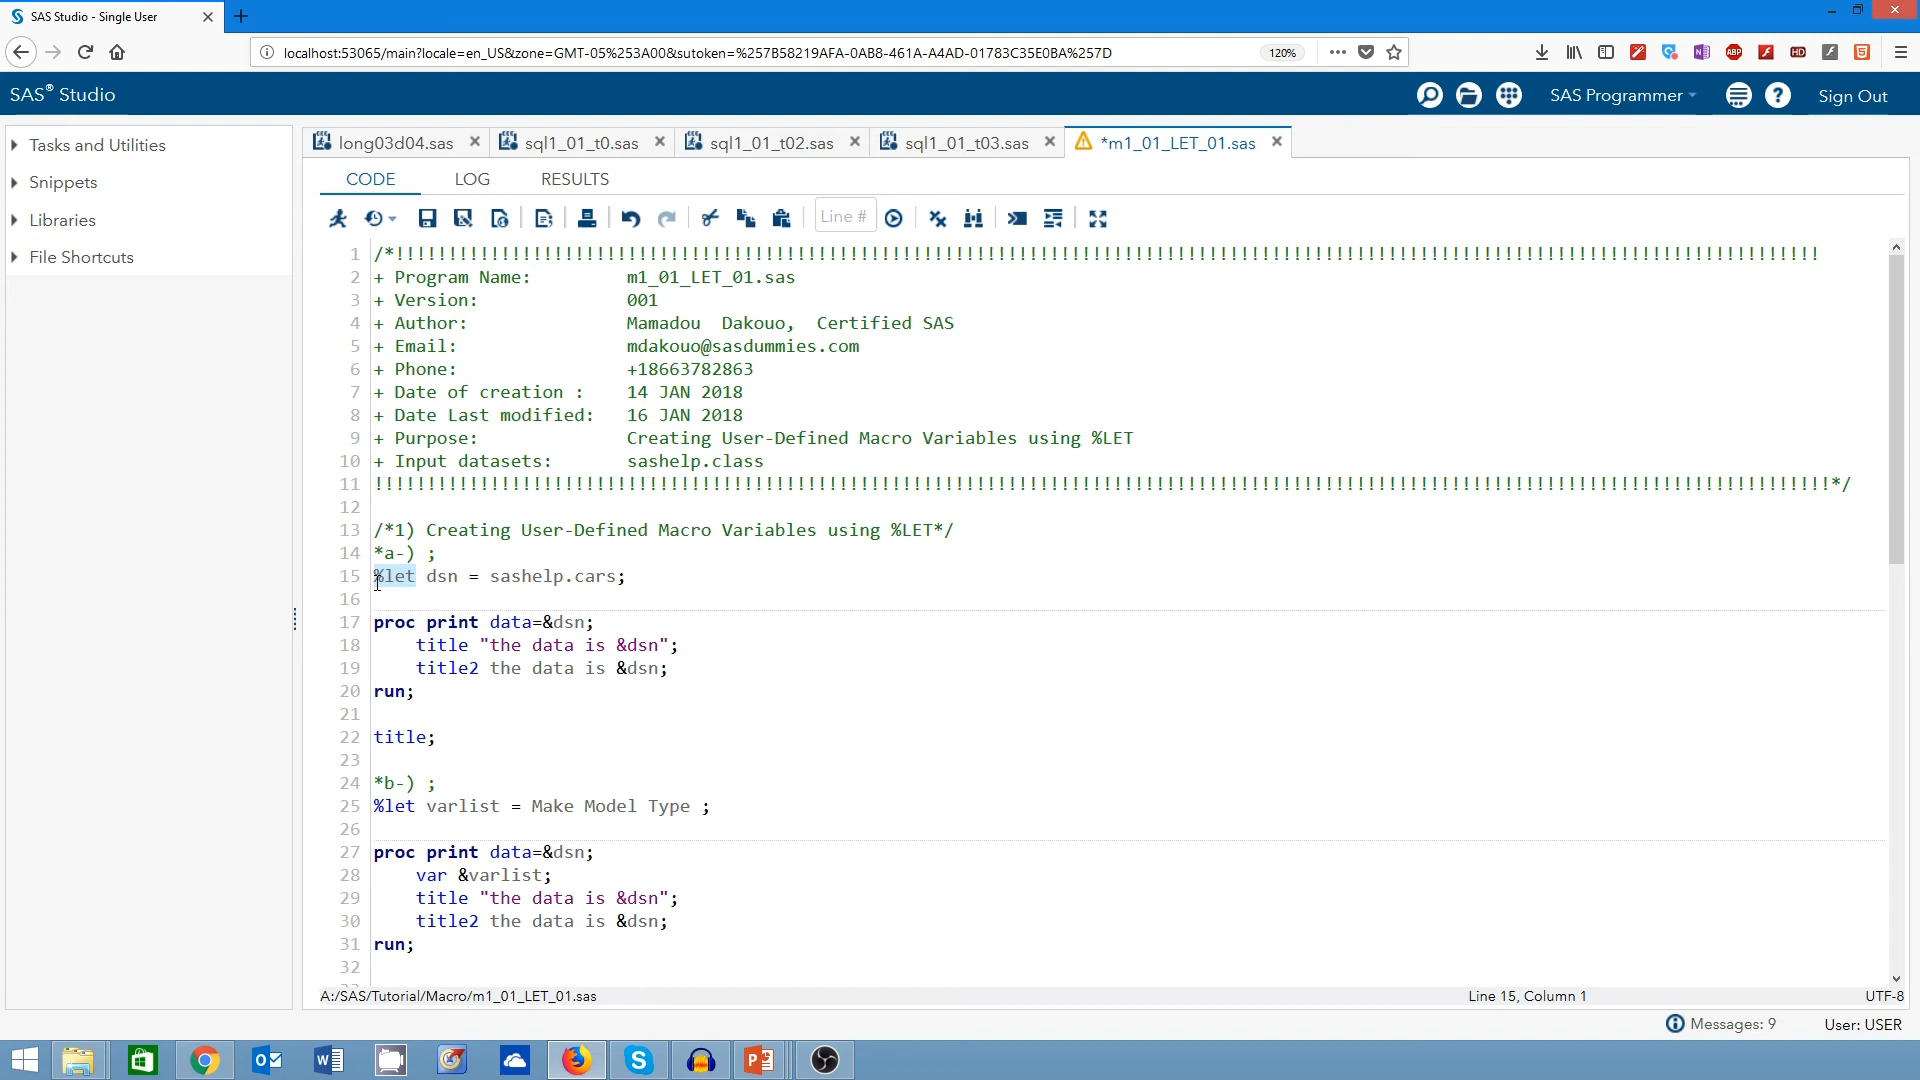 SAS Studio - Single User
localhost:53065/main?locale=en_US&zone=GMT-05%253A00&sutoken=%257B58219AFA-0AB8-461A-A4AD-01783C35E0BA%257D
120%
ABP
HD
SAS® Studio
SAS Programmer
Sign Out
Tasks and Utilities
Snippets
Libraries
File Shortcuts
long03d04.sas
sql1_01_t0.sas
sql1_01_t02.sas
sql1_01_t03.sas
*m1_01_LET_01.sas
CODE
LOG
RESULTS
Line #
1 /*!!!!!!!!!!!!!!!!!!!!!!!!!!!!!!!!!!!!!!!!!!!!!!!!!!!!!!!!!!!!!!!!!!!!!!!!!!!!!!!!!!!!!!!!!!!!!!!!!!!!!!!!!!!!!!!!!!!!!!!!!!!!!!!!!!!!!!!
2 + Program Name: m1_01_LET_01.sas
3 + Version: 001
4 + Author: Mamadou  Dakouo,  Certified SAS
5 + Email: mdakouo@sasdummies.com
6 + Phone: +18663782863
7 + Date of creation : 14 JAN 2018
8 + Date Last modified: 16 JAN 2018
9 + Purpose: Creating User-Defined Macro Variables using %LET
10 + Input datasets: sashelp.class
11 !!!!!!!!!!!!!!!!!!!!!!!!!!!!!!!!!!!!!!!!!!!!!!!!!!!!!!!!!!!!!!!!!!!!!!!!!!!!!!!!!!!!!!!!!!!!!!!!!!!!!!!!!!!!!!!!!!!!!!!!!!!!!!!!!!!!!!!!!!*/
12
13 /*1) Creating User-Defined Macro Variables using %LET*/
14 *a-) ;
15 %let dsn = sashelp.cars;
16
17 proc print data=&dsn;
18 title "the data is &dsn";
19 title2 the data is &dsn;
20 run;
21
22 title;
23
24 *b-) ;
25 %let varlist = Make Model Type ;
26
27 proc print data=&dsn;
28 var &varlist;
29 title "the data is &dsn";
30 title2 the data is &dsn;
31 run;
32
A:/SAS/Tutorial/Macro/m1_01_LET_01.sas
Line 15, Column 1
UTF-8
Messages: 9
User: USER